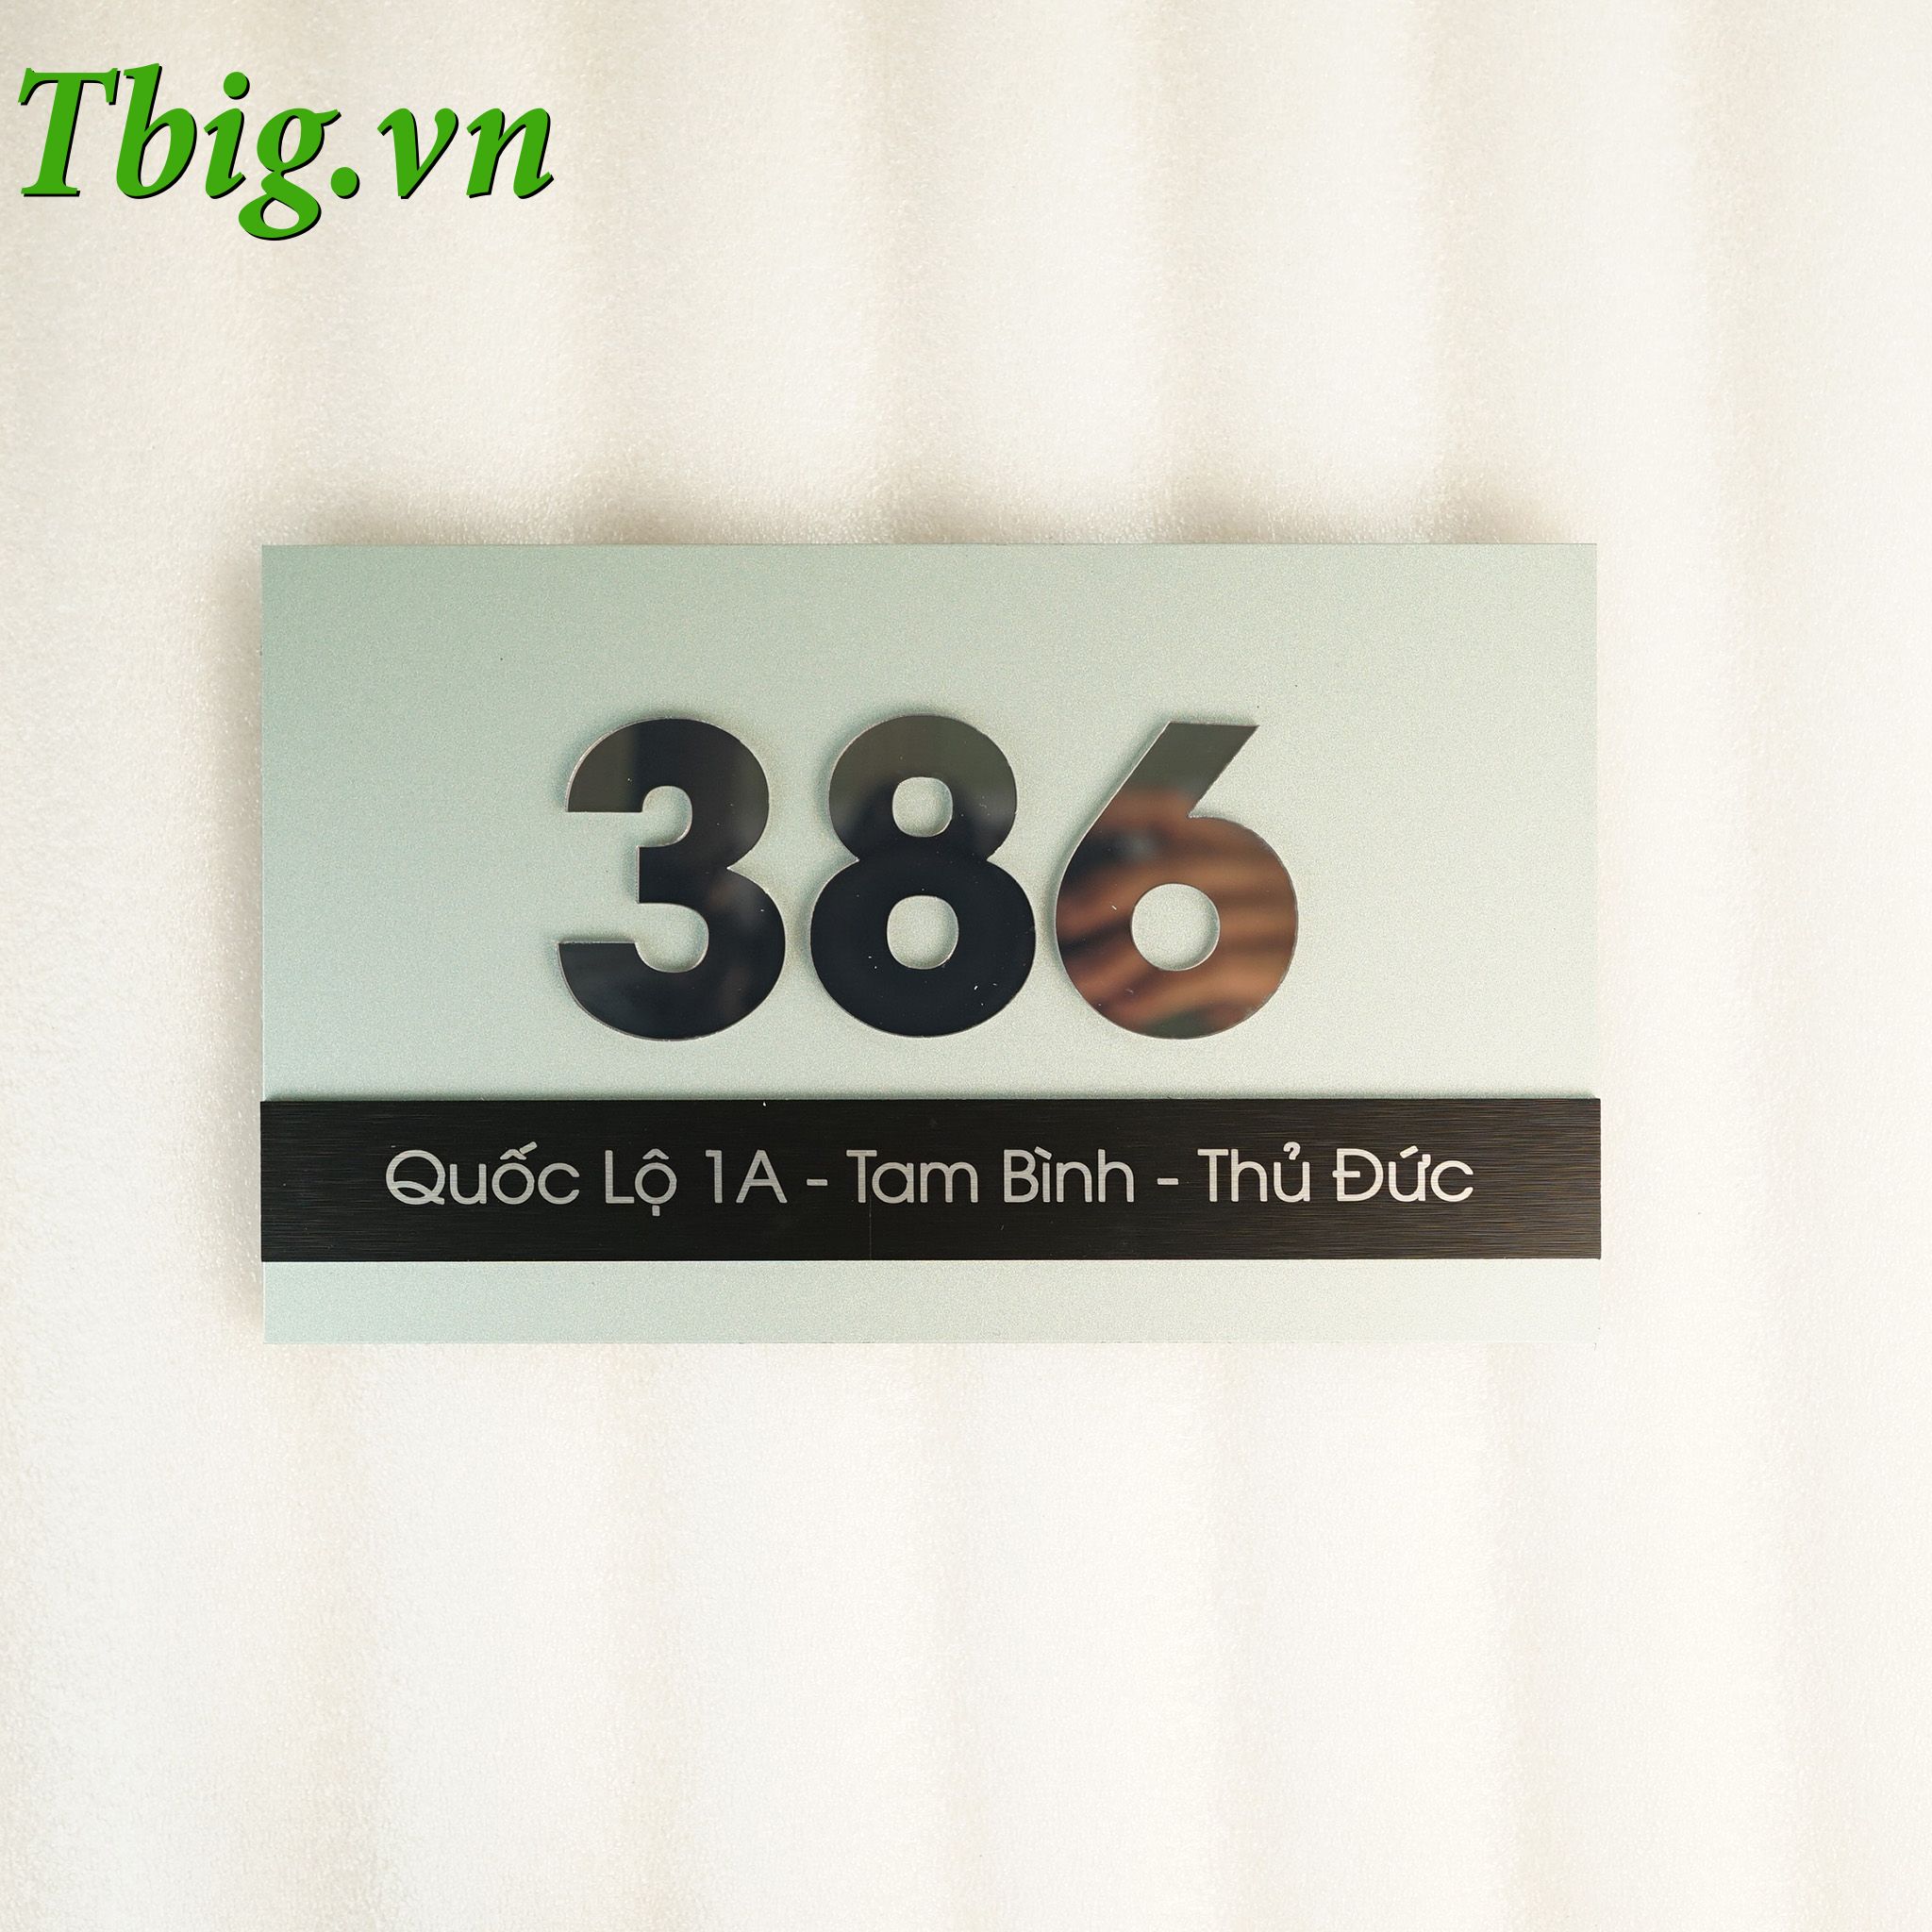 Tbig.vn
386
Quốc Lộ 1A - Tam Bình - Thủ Đức